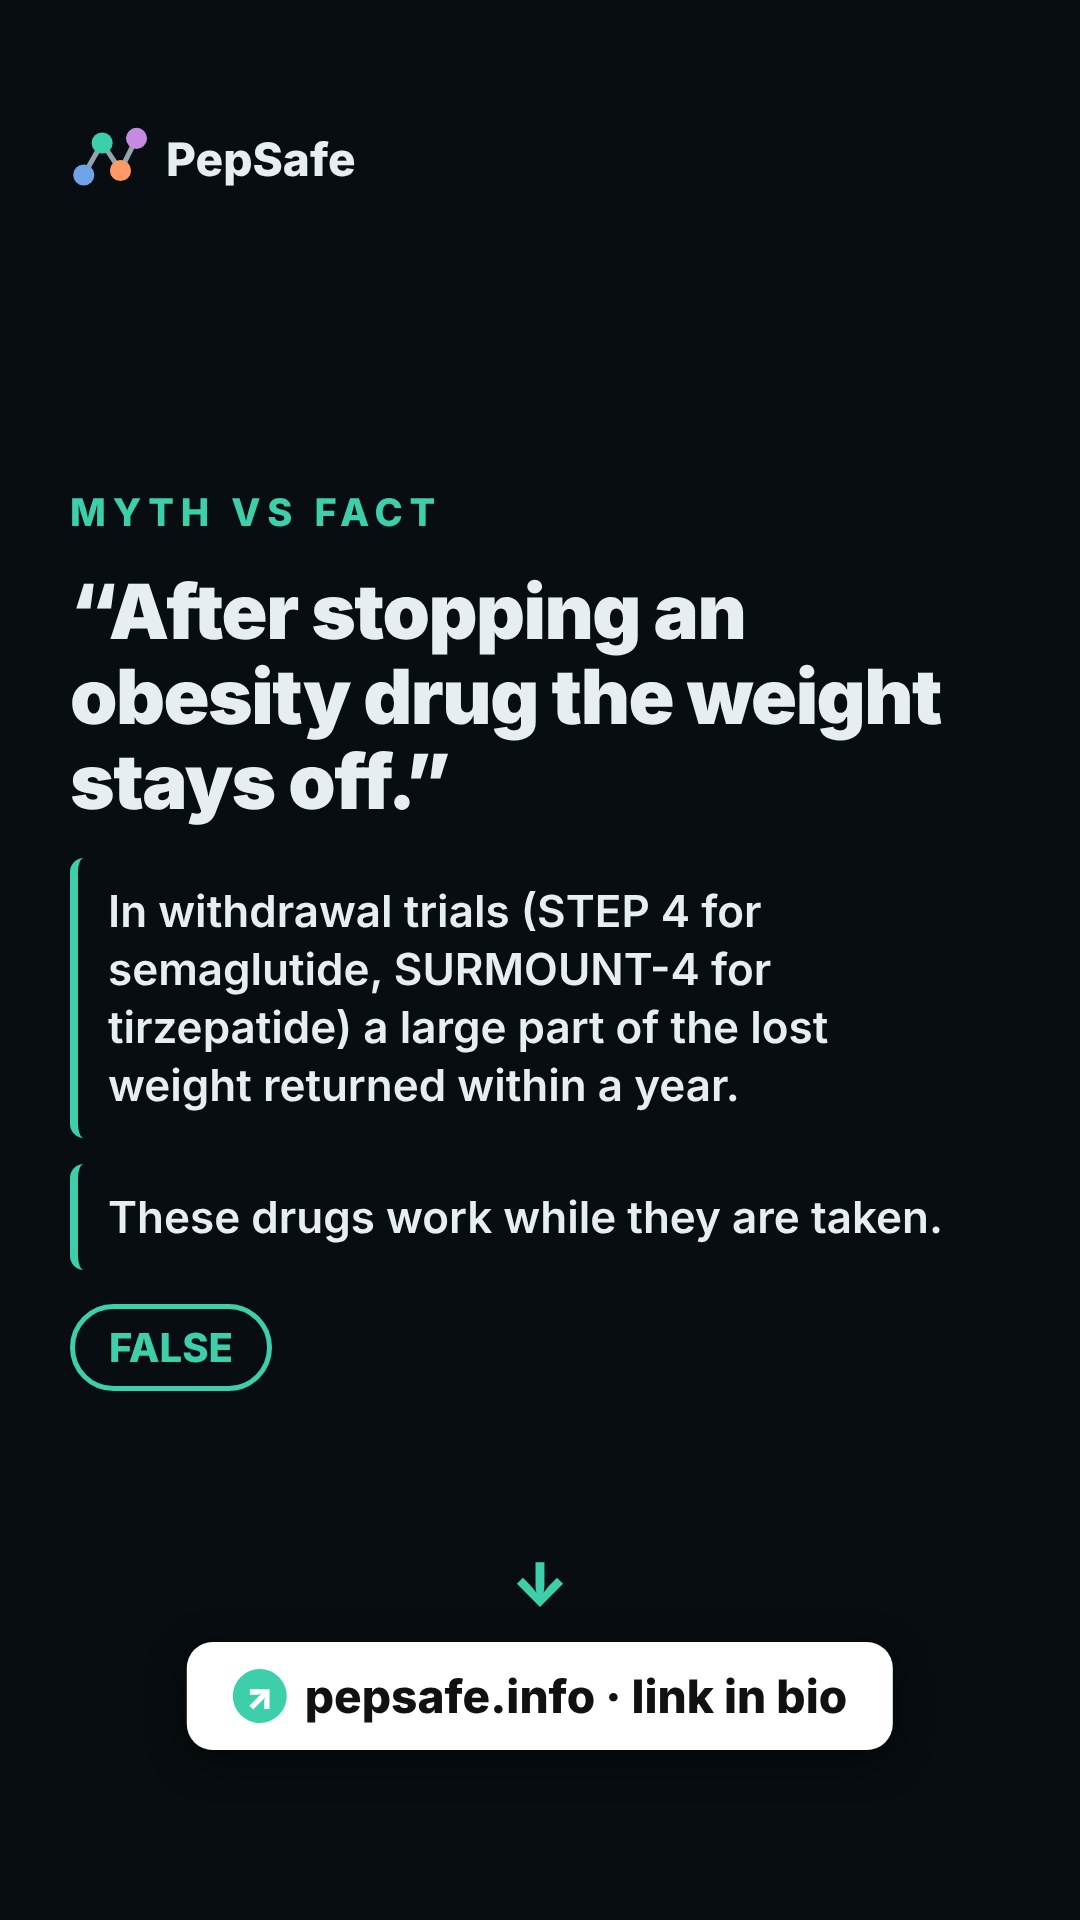 PepSafe
MYTH VS FACT
“After stopping an
obesity drug the weight
stays off.”
In withdrawal trials (STEP 4 for
semaglutide, SURMOUNT-4 for
tirzepatide) a large part of the lost
weight returned within a year.
These drugs work while they are taken.
FALSE
pepsafe.info · link in bio